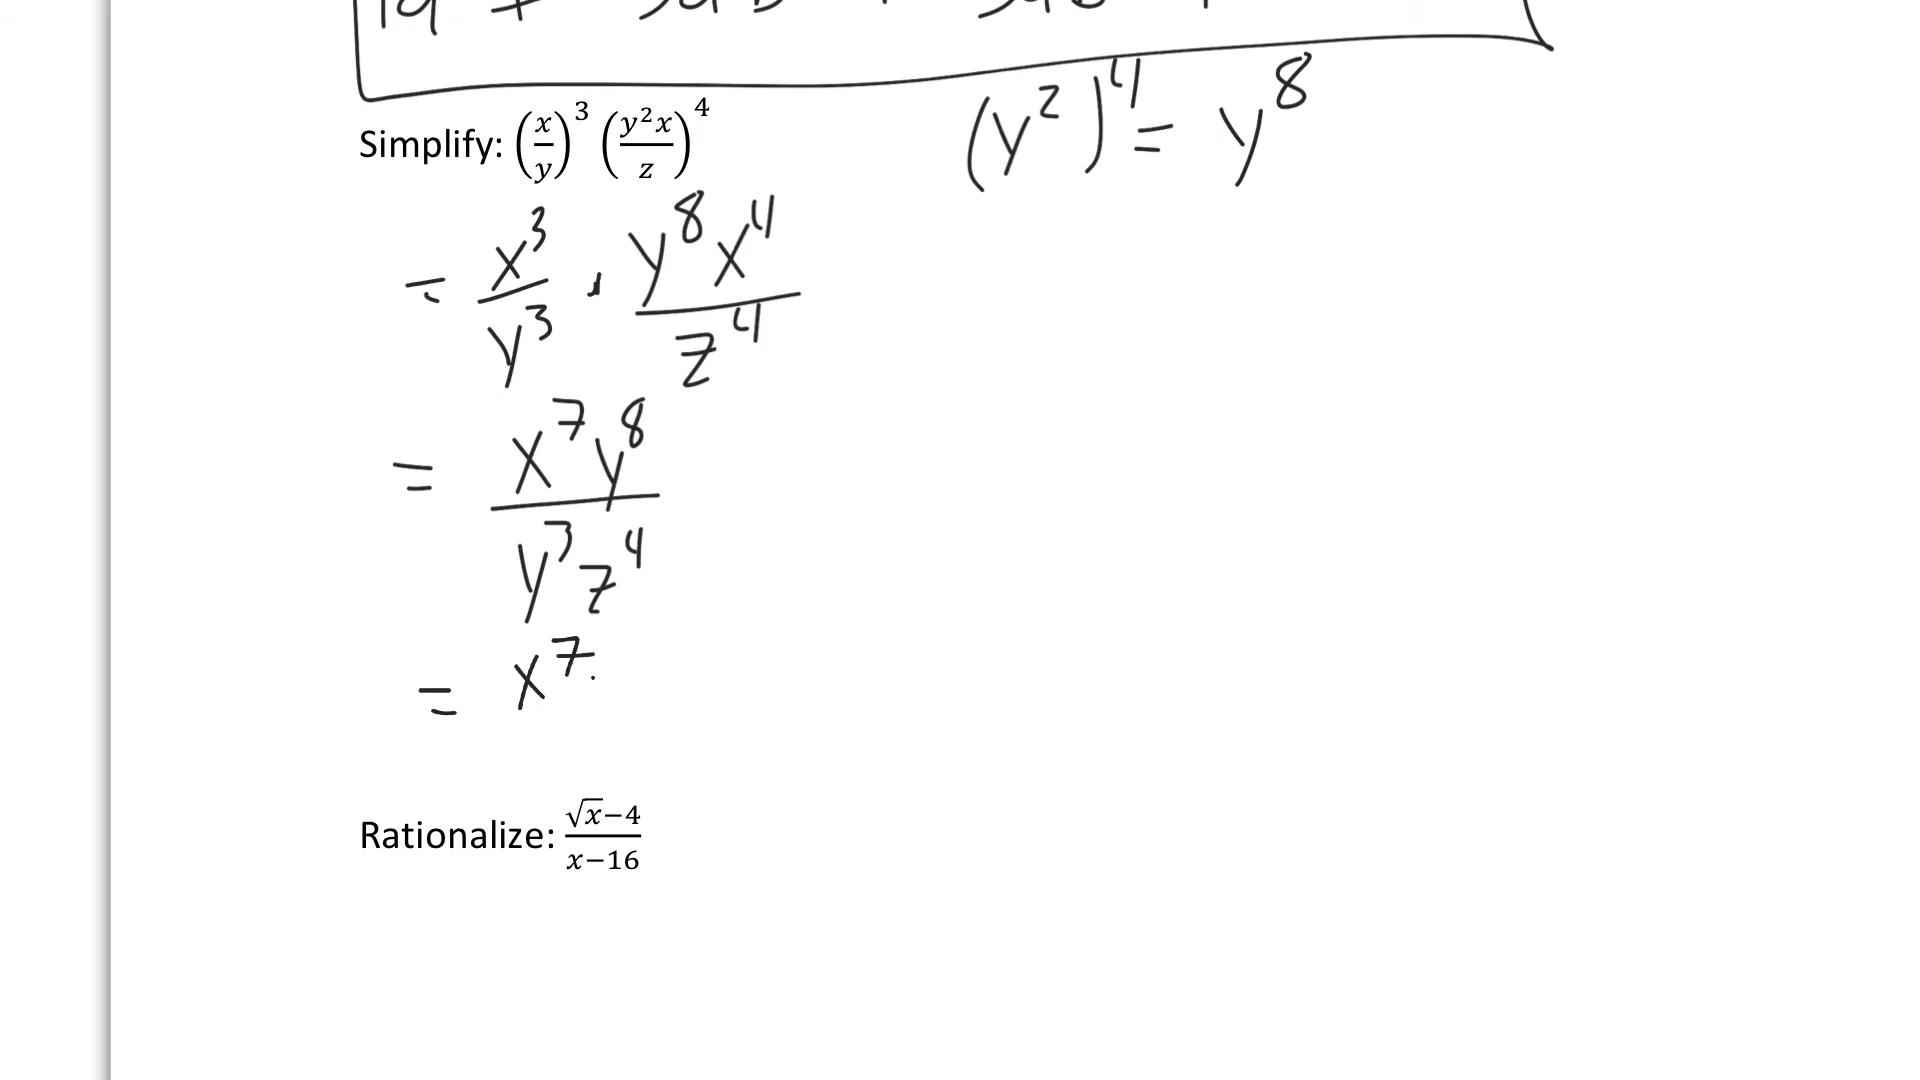 (y²)⁴ = y⁸
Simplify: (x/y)³ (y²x/z)⁴
= x³/y³ · y⁸x⁴/z⁴
= x⁷y⁸/y³z⁴
= x⁷
Rationalize: √x−4/x−16